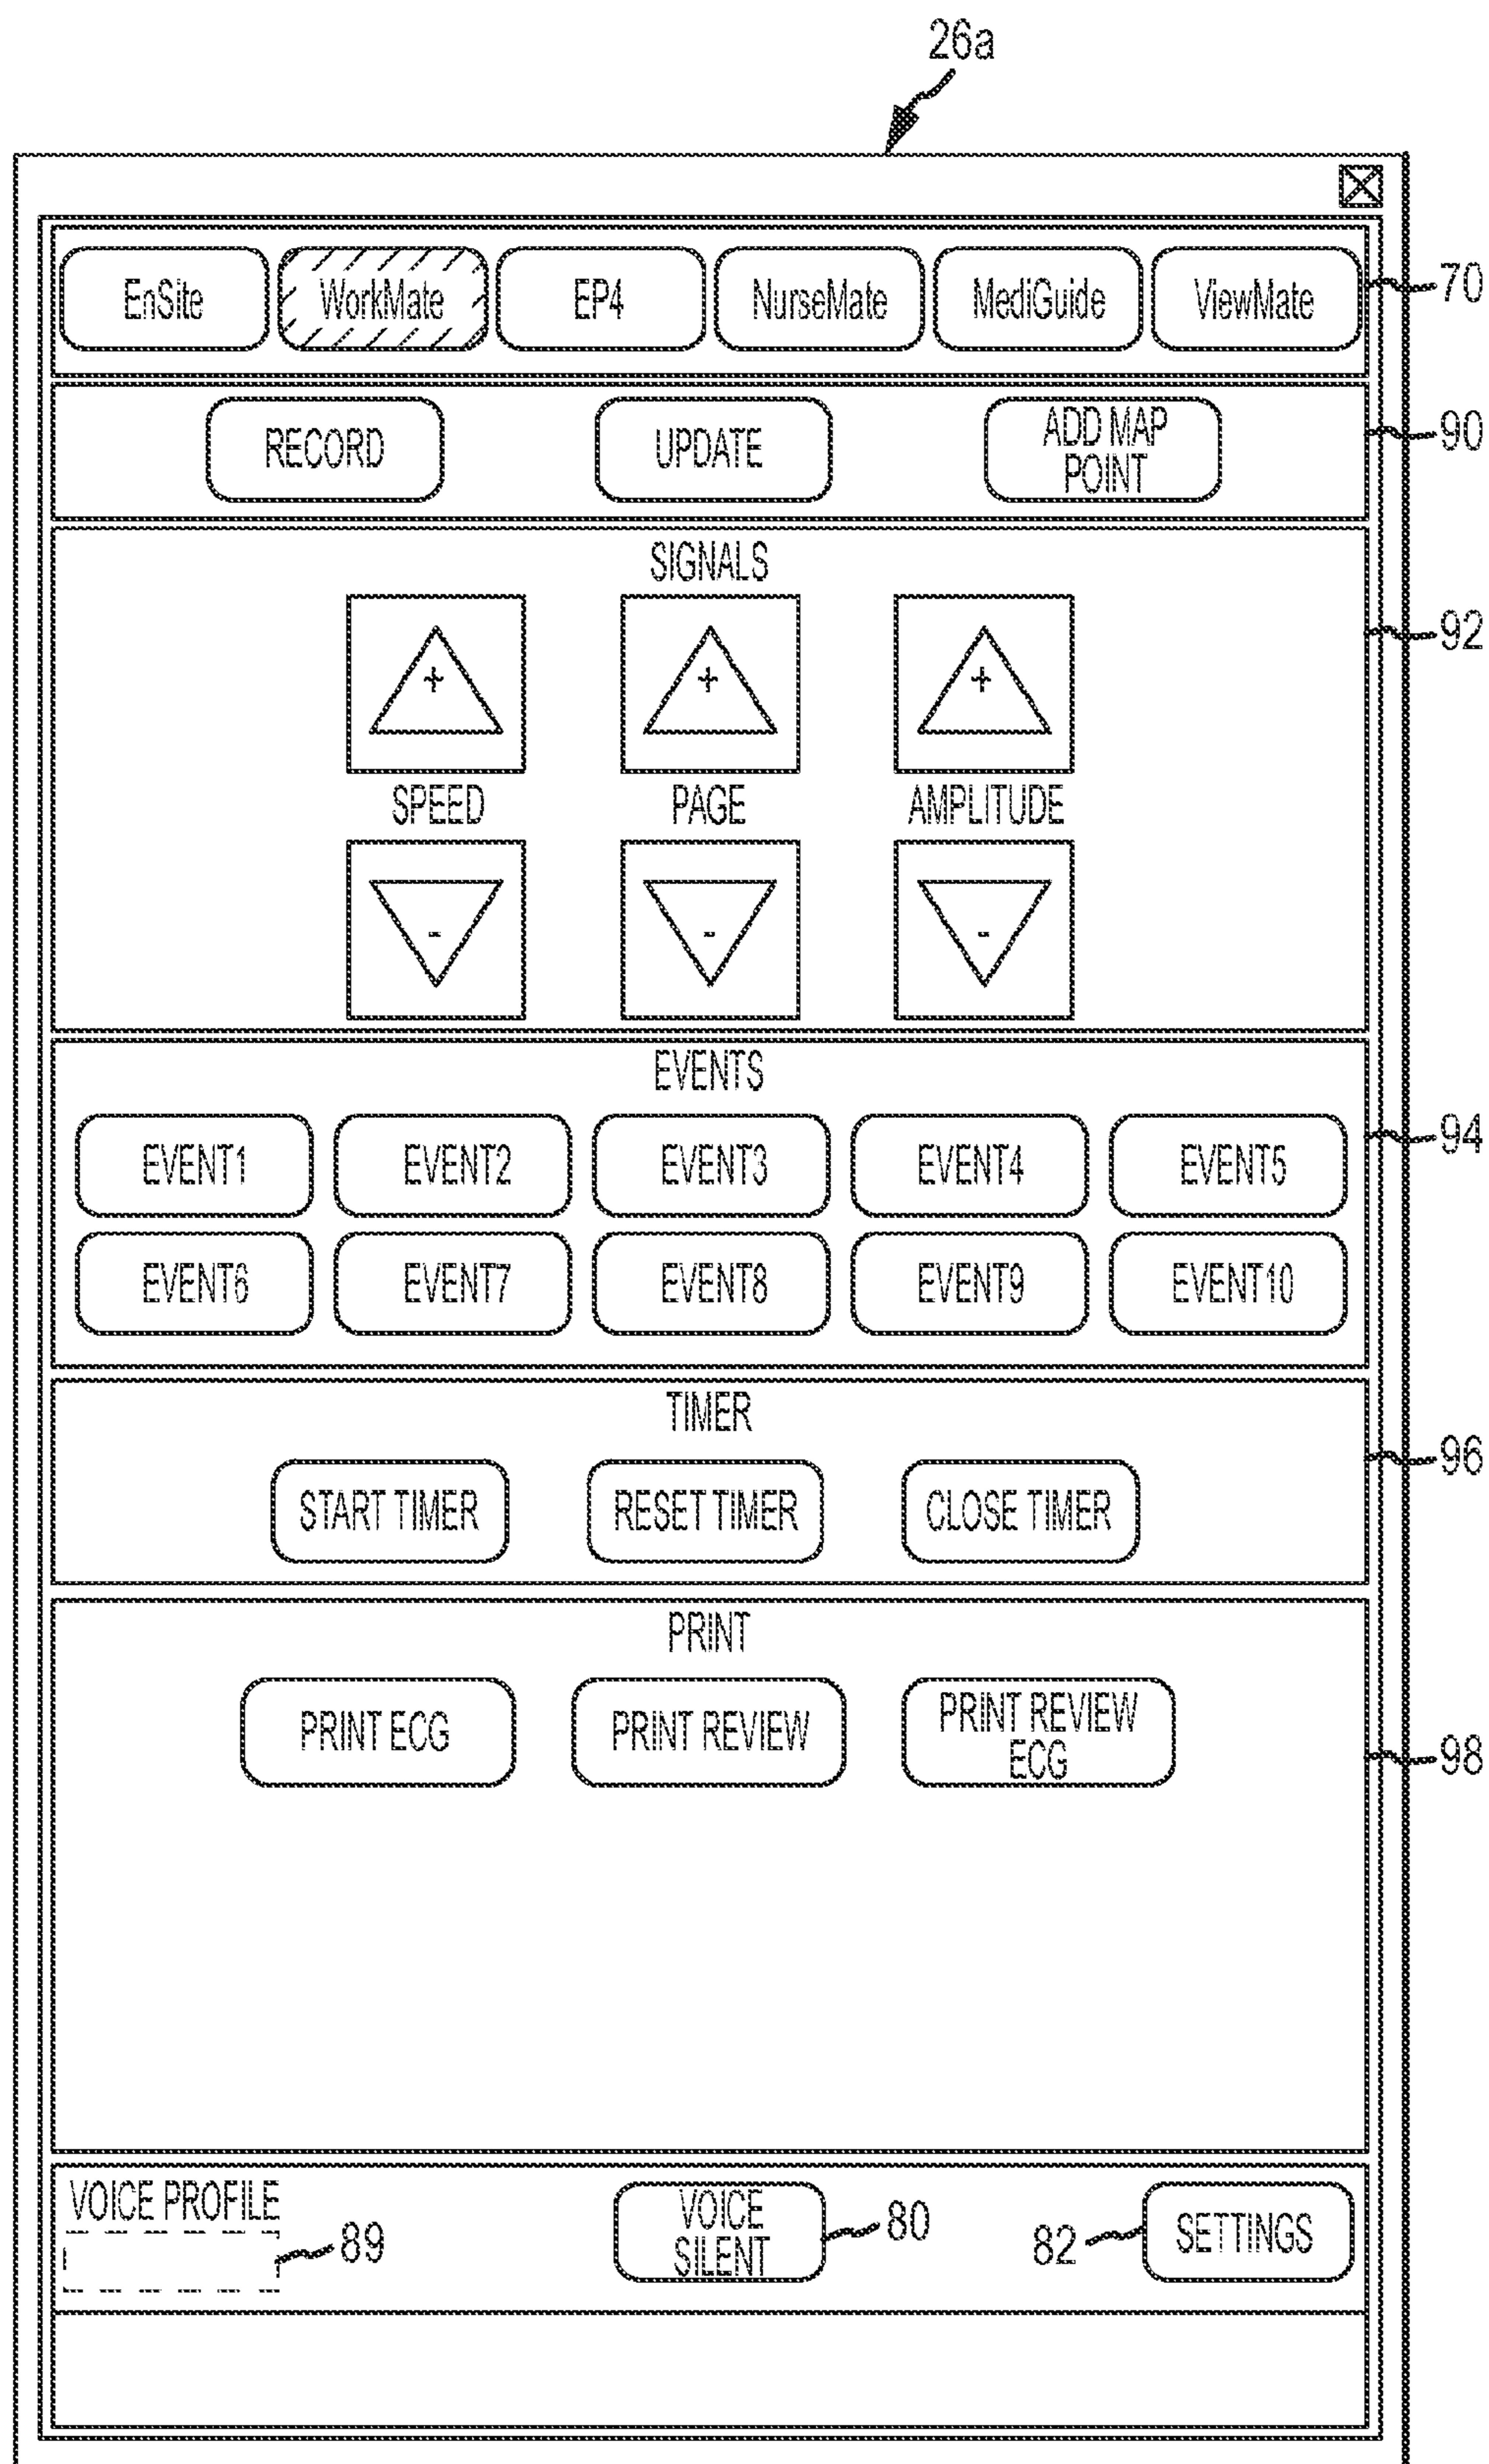 26a
EnSite WorkMate EP4 NurseMate MediGuide ViewMate 70
RECORD UPDATE ADD MAP POINT 90
SIGNALS
92
+ + +
SPEED PAGE AMPLITUDE
- - -
EVENTS
EVENT1 EVENT2 EVENT3 EVENT4 EVENT5 94
EVENT6 EVENT7 EVENT8 EVENT9 EVENT10
TIMER
96
START TIMER RESET TIMER CLOSE TIMER
PRINT
PRINT ECG PRINT REVIEW PRINT REVIEW ECG
98
VOICE PROFILE
89
VOICE SILENT 80
82 SETTINGS